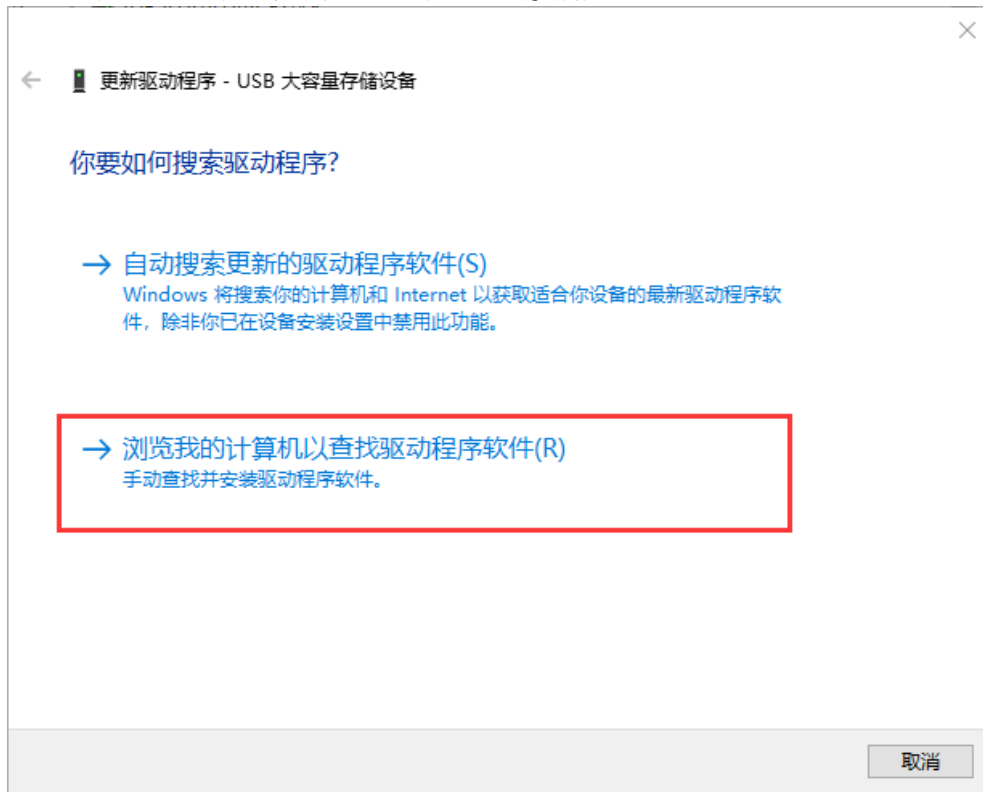 更新驱动程序 - USB 大容量存储设备
你要如何搜索驱动程序?
自动搜索更新的驱动程序软件(S)
Windows 将搜索你的计算机和 Internet 以获取适合你设备的最新驱动程序软
件，除非你已在设备安装设置中禁用此功能。
浏览我的计算机以查找驱动程序软件(R)
手动查找并安装驱动程序软件。
取消